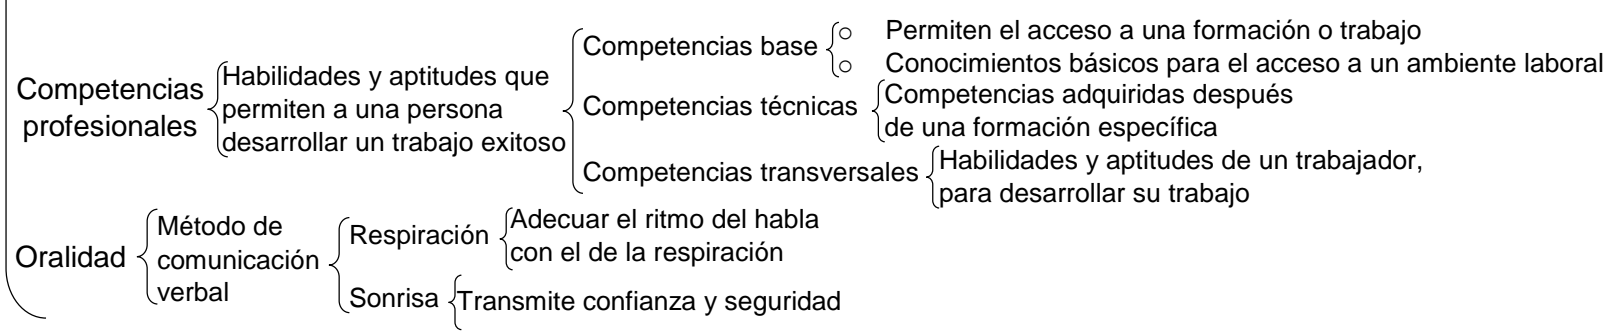 Competencias
profesionales
Habilidades y aptitudes que
permiten a una persona
desarrollar un trabajo exitoso
Competencias base
○ Permiten el acceso a una formación o trabajo
○ Conocimientos básicos para el acceso a un ambiente laboral
Competencias técnicas
Competencias adquiridas después
de una formación específica
Competencias transversales
Habilidades y aptitudes de un trabajador,
para desarrollar su trabajo
Oralidad
Método de
comunicación
verbal
Respiración
Adecuar el ritmo del habla
con el de la respiración
Sonrisa
Transmite confianza y seguridad